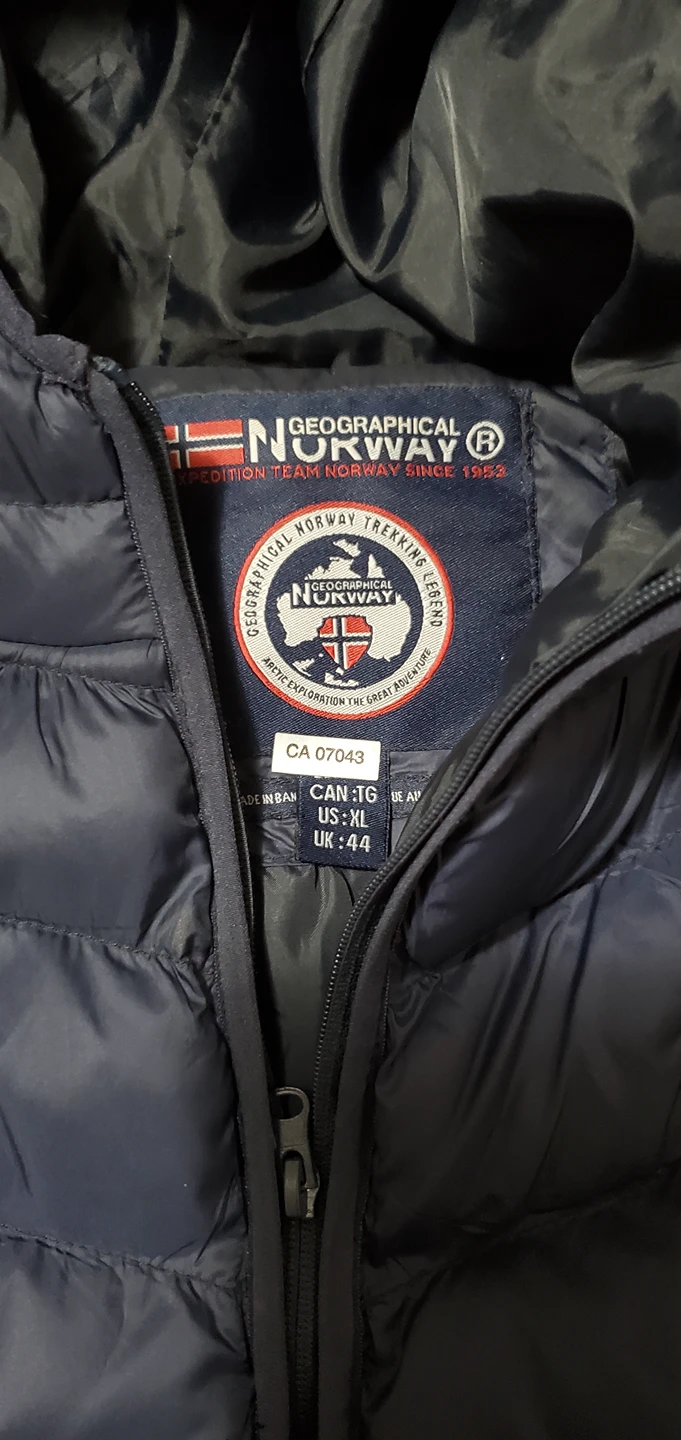 GEOGRAPHICAL
NORWAY ®
EXPEDITION TEAM NORWAY SINCE 1953
GEOGRAPHICAL NORWAY TREKKING LEGEND
GEOGRAPHICAL
NORWAY
ARCTIC EXPLORATION THE GREAT ADVENTURE
CA 07043
CAN :TG
US :XL
UK :44